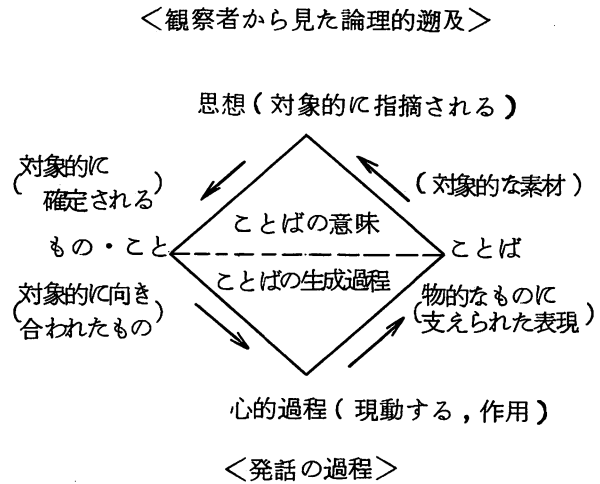 ＜観察者から見た論理的遡及＞
思想（対象的に指摘される）
（対象的に
確定される）
（対象的な素材）
ことばの意味
もの・こと
ことば
ことばの生成過程
（対象的に向き
合われたもの）
（物的なものに
支えられた表現）
心的過程（現動する，作用）
＜発話の過程＞